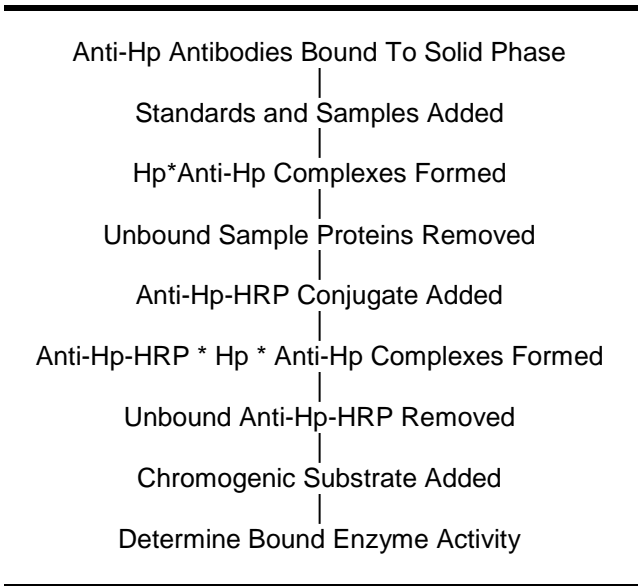 Anti-Hp Antibodies Bound To Solid Phase
Standards and Samples Added
Hp*Anti-Hp Complexes Formed
Unbound Sample Proteins Removed
Anti-Hp-HRP Conjugate Added
Anti-Hp-HRP * Hp * Anti-Hp Complexes Formed
Unbound Anti-Hp-HRP Removed
Chromogenic Substrate Added
Determine Bound Enzyme Activity